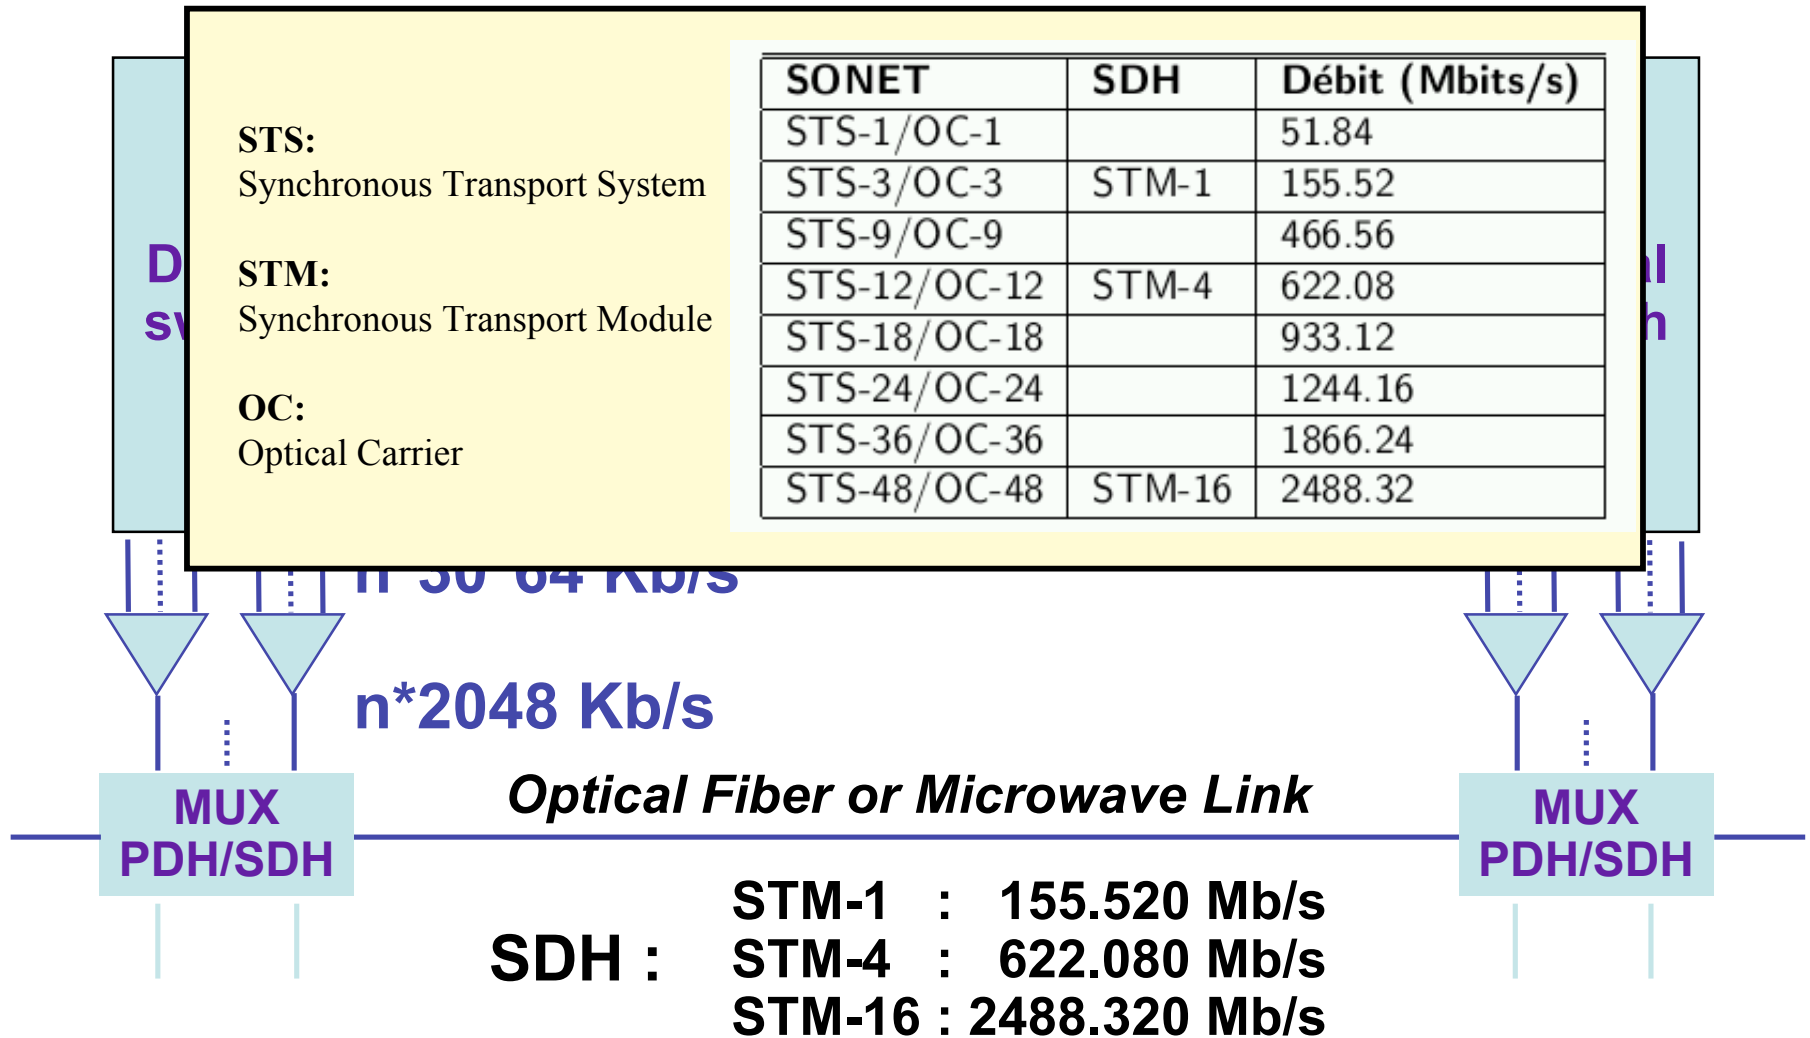 STS:
Synchronous Transport System
STM:
Synchronous Transport Module
OC:
Optical Carrier
SONET SDH Débit (Mbits/s)
STS-1/OC-1 51.84
STS-3/OC-3 STM-1 155.52
STS-9/OC-9 466.56
STS-12/OC-12 STM-4 622.08
STS-18/OC-18 933.12
STS-24/OC-24 1244.16
STS-36/OC-36 1866.24
STS-48/OC-48 STM-16 2488.32
64 Kb/s
n*2048 Kb/s
MUX
PDH/SDH
Optical Fiber or Microwave Link
MUX
PDH/SDH
SDH :
STM-1 : 155.520 Mb/s
STM-4 : 622.080 Mb/s
STM-16 : 2488.320 Mb/s